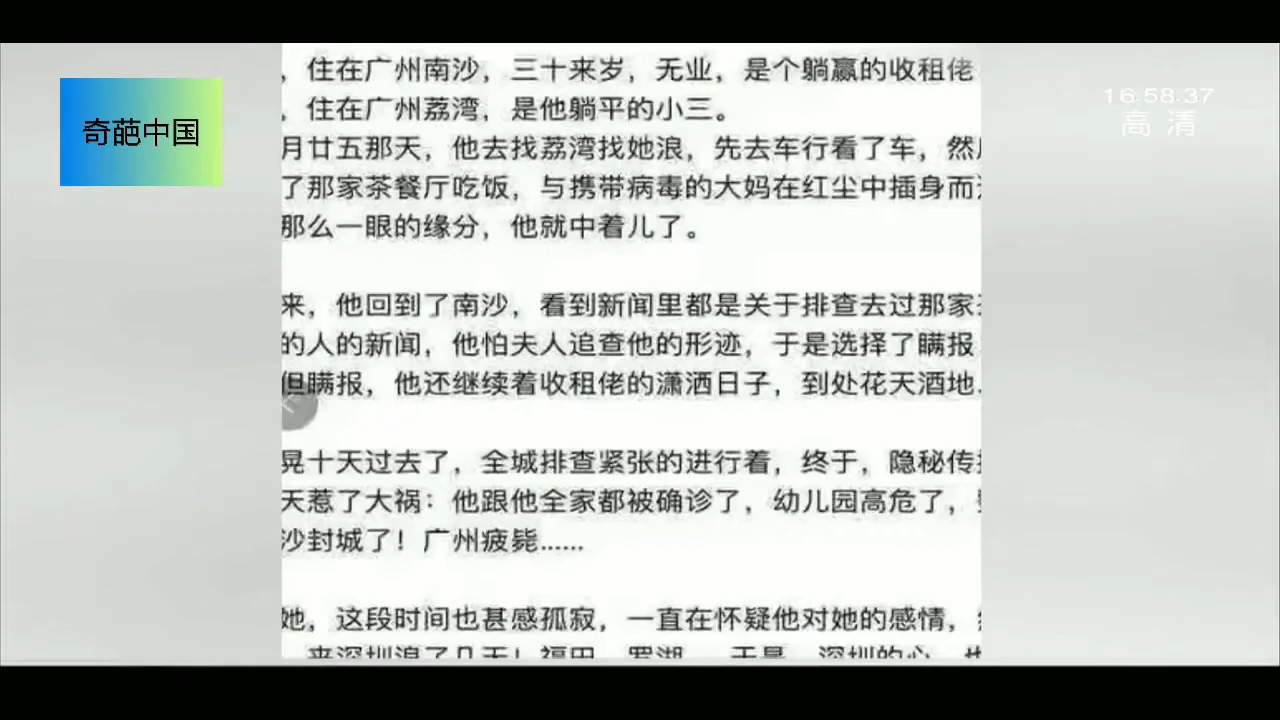 ，住在广州南沙，三十来岁，无业，是个躺赢的收租佬
奇葩中国
16:58:37
高清
，住在广州荔湾，是他躺平的小三。
月廿五那天，他去找荔湾找她浪，先去车行看了车，然
了那家茶餐厅吃饭，与携带病毒的大妈在红尘中插身而
那么一眼的缘分，他就中着儿了。
来，他回到了南沙，看到新闻里都是关于排查去过那家
的人的新闻，他怕夫人追查他的形迹，于是选择了瞒报
但瞒报，他还继续着收租佬的潇洒日子，到处花天酒地
晃十天过去了，全城排查紧张的进行着，终于，隐秘传
天惹了大祸：他跟他全家都被确诊了，幼儿园高危了，
沙封城了！广州疲毙……
她，这段时间也甚感孤寂，一直在怀疑他对她的感情，
来深圳浪了几天！福田、罗湖